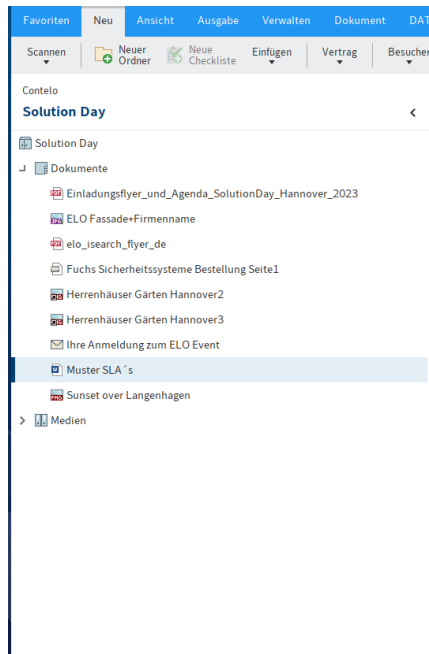 Favoriten Neu Ansicht Ausgabe Verwalten Dokument DAT
Scannen Neuer Ordner Neue Checkliste Einfügen Vertrag Besucher
Contelo
Solution Day
Solution Day
Dokumente
Einladungsflyer_und_Agenda_SolutionDay_Hannover_2023
ELO Fassade+Firmenname
elo_isearch_flyer_de
Fuchs Sicherheitssysteme Bestellung Seite1
Herrenhäuser Gärten Hannover2
Herrenhäuser Gärten Hannover3
Ihre Anmeldung zum ELO Event
Muster SLA´s
Sunset over Langenhagen
Medien